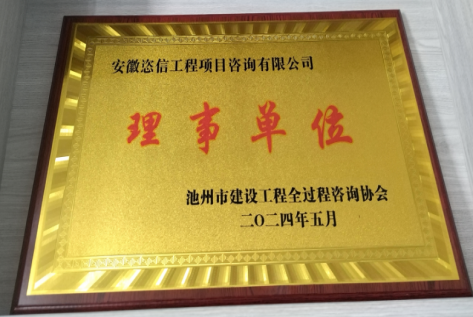 安徽恣信工程项目咨询有限公司
理事单位
池州市建设工程全过程咨询协会
二〇二四年五月